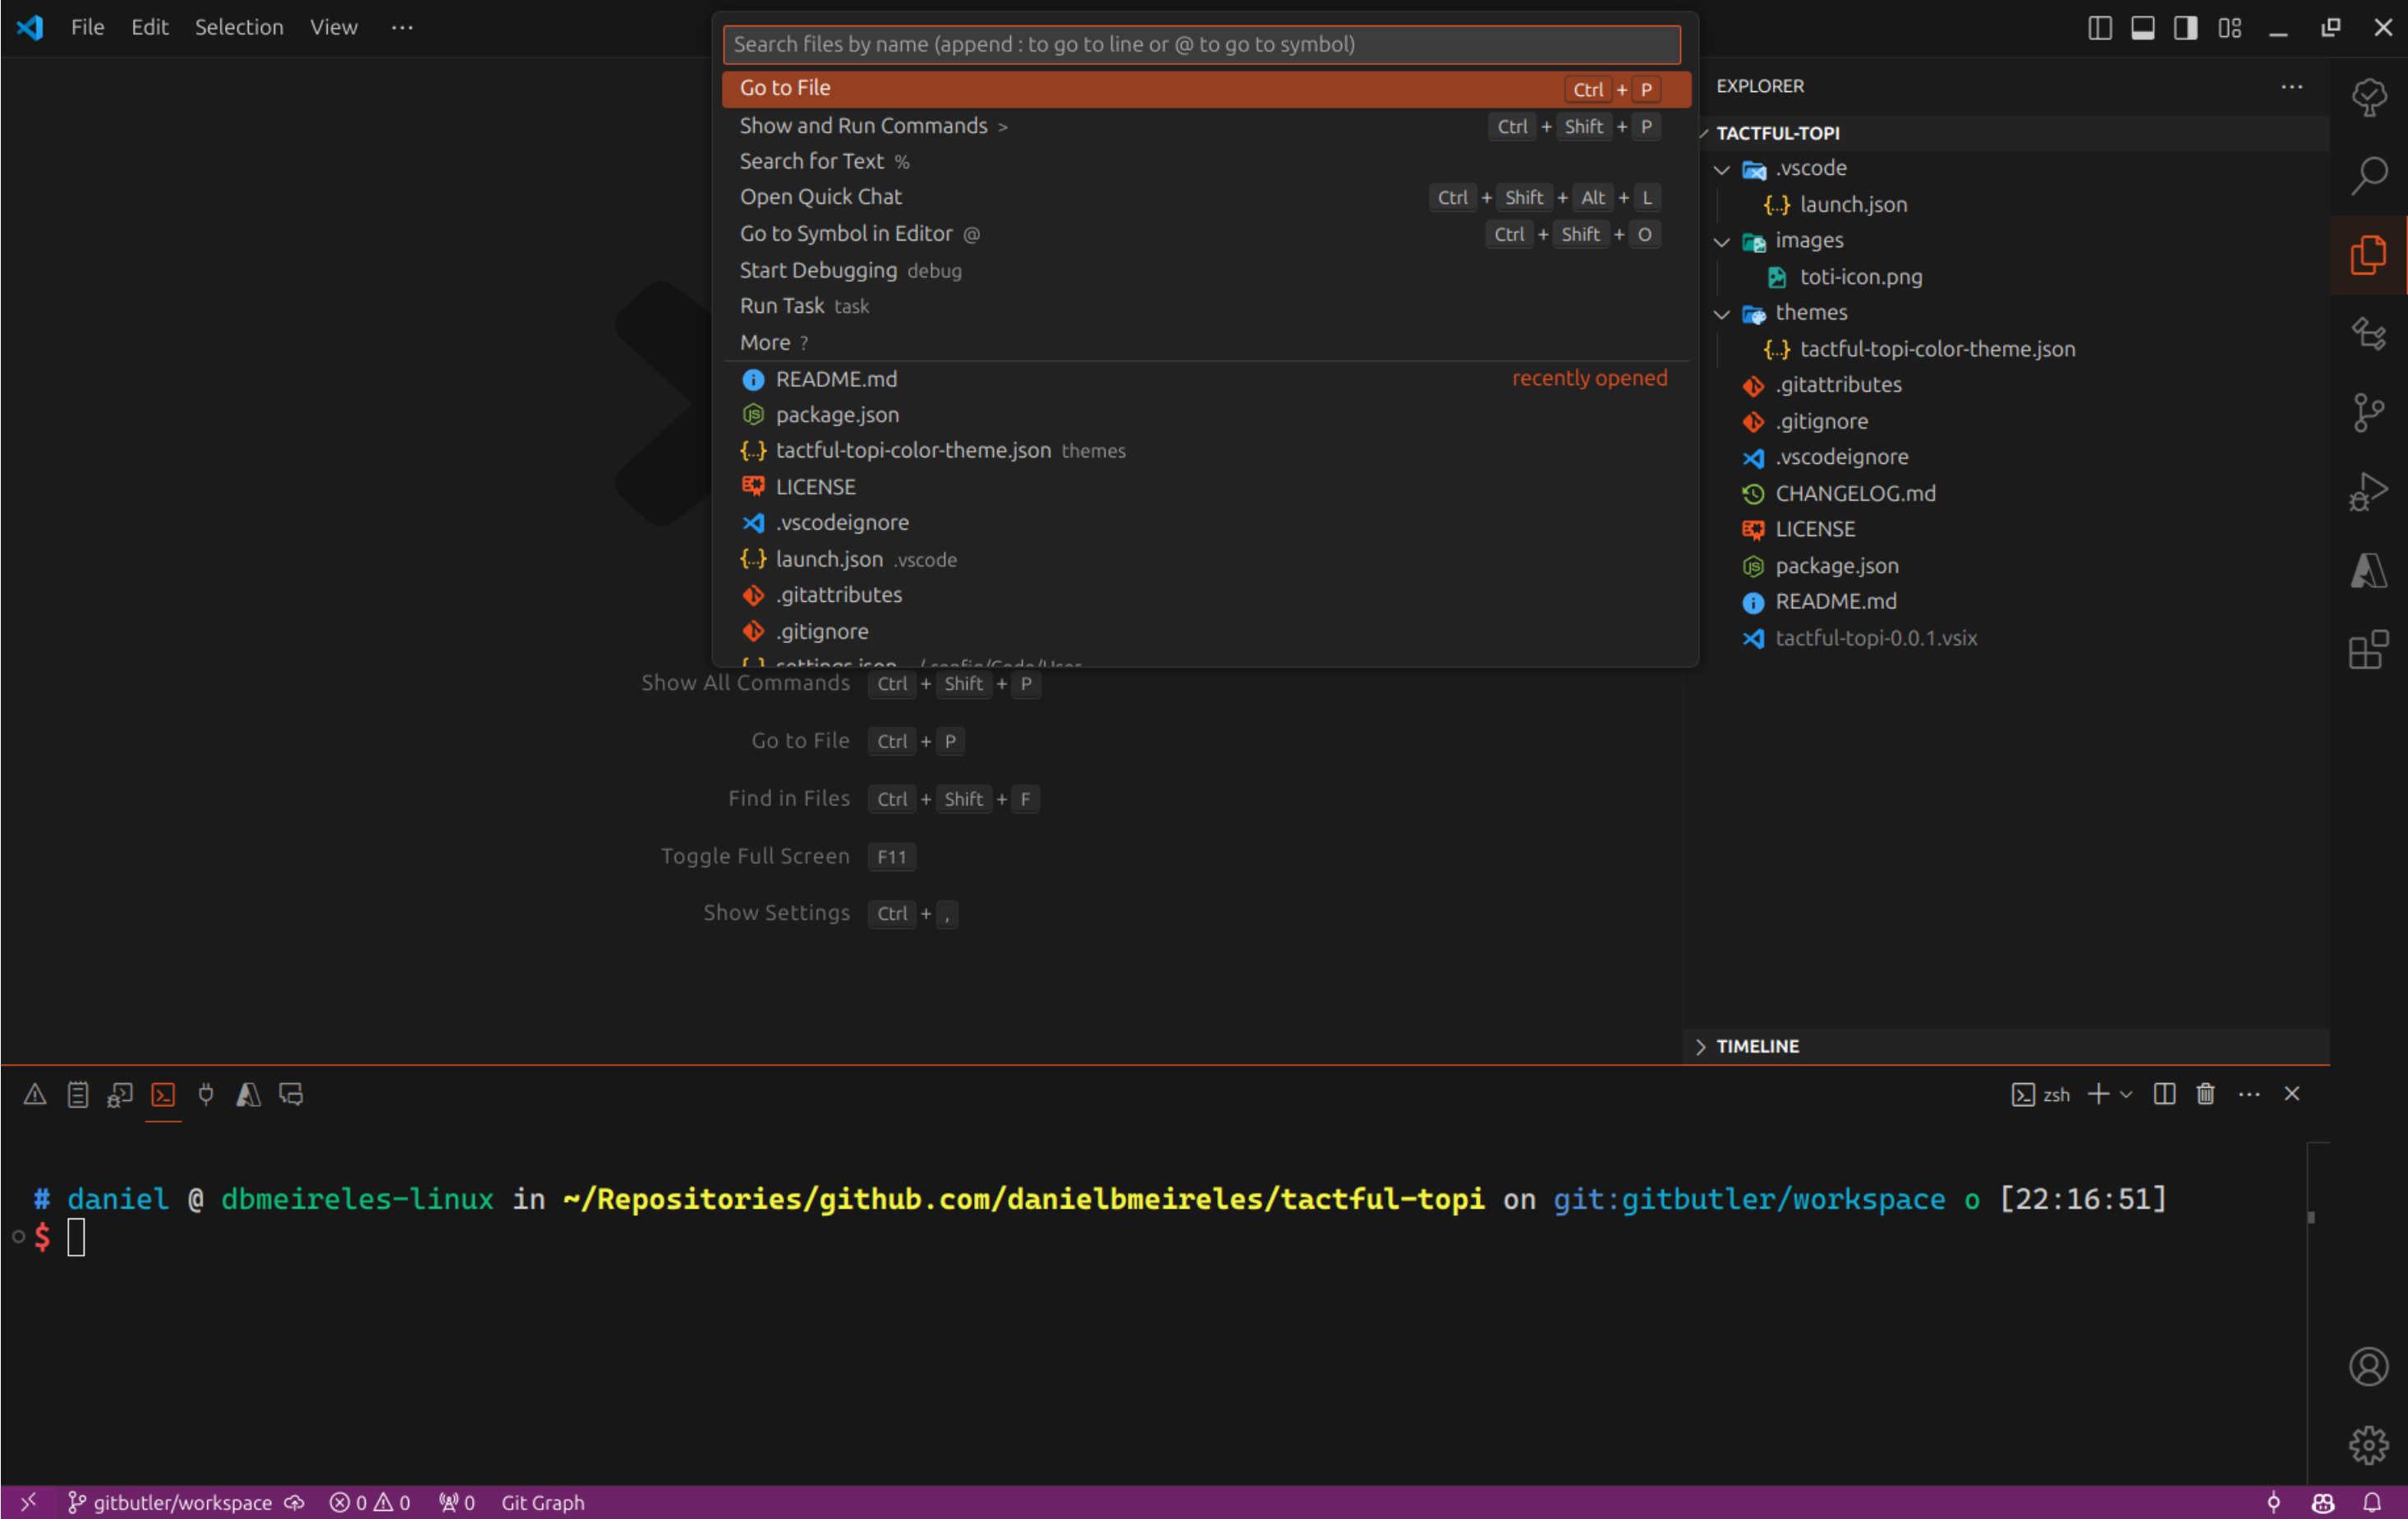 File Edit Selection View ···
Search files by name (append : to go to line or @ to go to symbol)
Go to File Ctrl + P
Show and Run Commands > Ctrl + Shift + P
Search for Text %
Open Quick Chat Ctrl + Shift + Alt + L
Go to Symbol in Editor @ Ctrl + Shift + O
Start Debugging debug
Run Task task
More ?
README.md recently opened
package.json
tactful-topi-color-theme.json themes
LICENSE
.vscodeignore
launch.json .vscode
.gitattributes
.gitignore
settings.json ~/.config/Code/User
Show All Commands Ctrl + Shift + P
Go to File Ctrl + P
Find in Files Ctrl + Shift + F
Toggle Full Screen F11
Show Settings Ctrl + ,
EXPLORER
TACTFUL-TOPI
.vscode
launch.json
images
toti-icon.png
themes
tactful-topi-color-theme.json
.gitattributes
.gitignore
.vscodeignore
CHANGELOG.md
LICENSE
package.json
README.md
tactful-topi-0.0.1.vsix
TIMELINE
zsh
# daniel @ dbmeireles-linux in ~/Repositories/github.com/danielbmeireles/tactful-topi on git:gitbutler/workspace o [22:16:51]
$
gitbutler/workspace 0 0 0 Git Graph